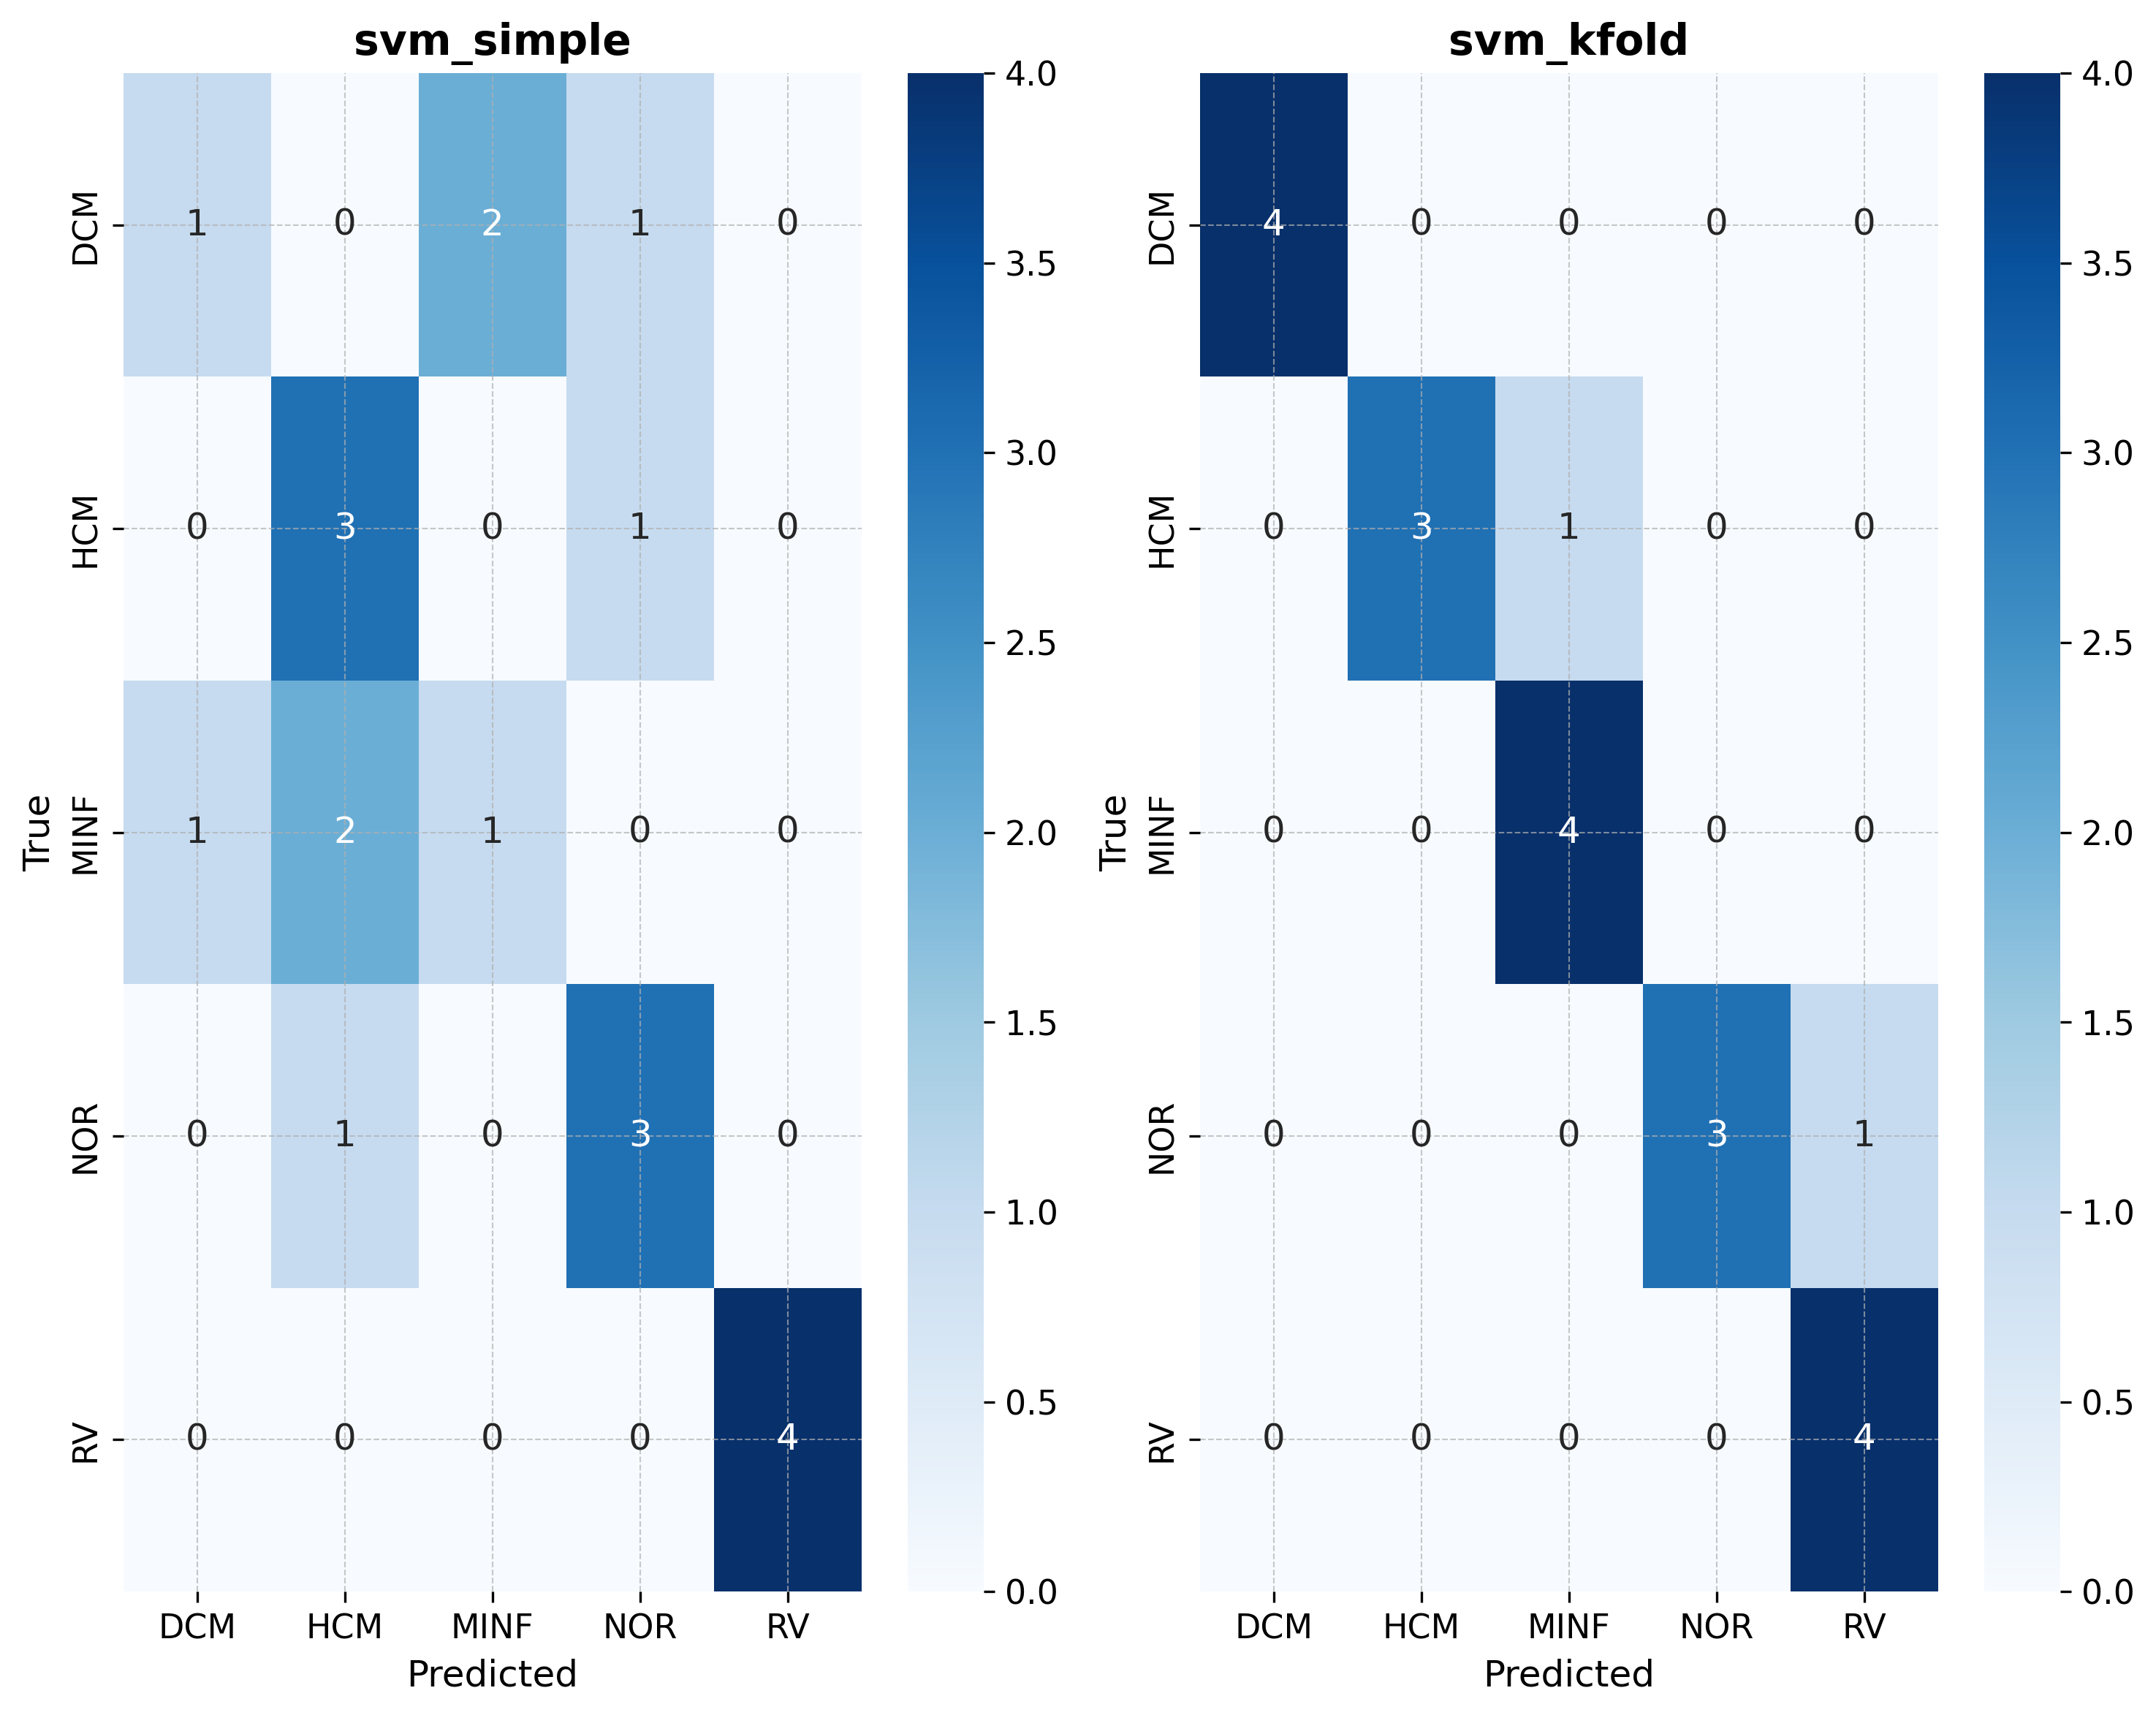 svm_simple
4.0
3.5
3.0
2.5
2.0
1.5
1.0
0.5
0.0
True
DCM 1 0 2 1 0
HCM 0 3 0 1 0
MINF 1 2 1 0 0
NOR 0 1 0 3 0
RV 0 0 0 0 4
DCM HCM MINF NOR RV
Predicted
svm_kfold
4.0
3.5
3.0
2.5
2.0
1.5
1.0
0.5
0.0
True
DCM 4 0 0 0 0
HCM 0 3 1 0 0
MINF 0 0 4 0 0
NOR 0 0 0 3 1
RV 0 0 0 0 4
DCM HCM MINF NOR RV
Predicted